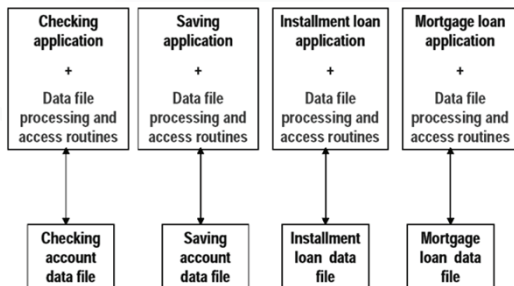 Checking
application
+
Data file
processing and
access routines
Saving
application
+
Data file
processing and
access routines
Installment loan
application
+
Data file
processing and
access routines
Mortgage loan
application
+
Data file
processing and
access routines
Checking
account
data file
Saving
account
data file
Installment
loan data
file
Mortgage
loan data
file